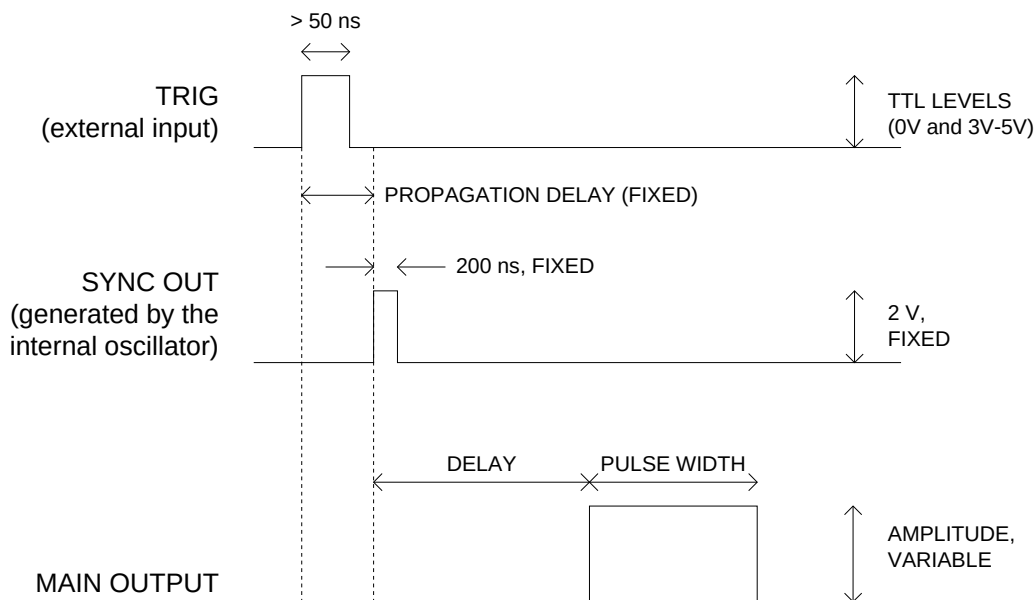 > 50 ns
TRIG
(external input)
TTL LEVELS
(0V and 3V-5V)
PROPAGATION DELAY (FIXED)
200 ns, FIXED
SYNC OUT
(generated by the
internal oscillator)
2 V,
FIXED
DELAY
PULSE WIDTH
AMPLITUDE,
VARIABLE
MAIN OUTPUT